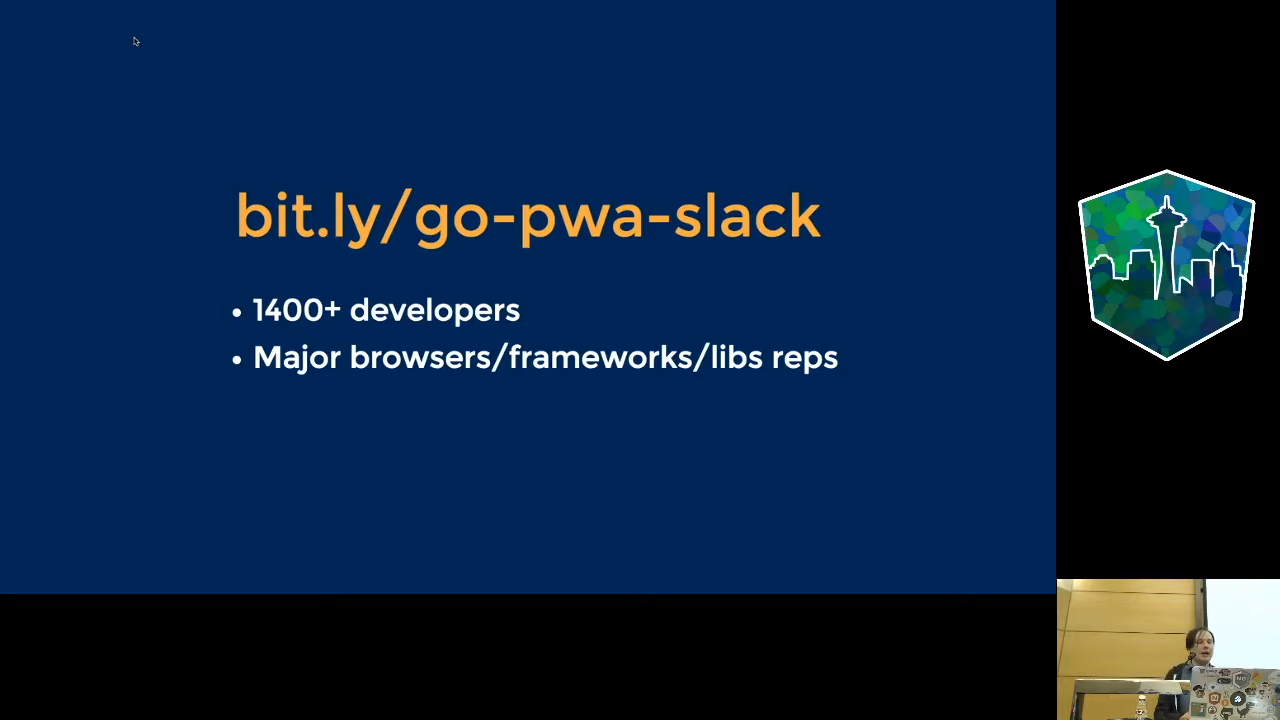 bit.ly/go-pwa-slack
• 1400+ developers
• Major browsers/frameworks/libs reps